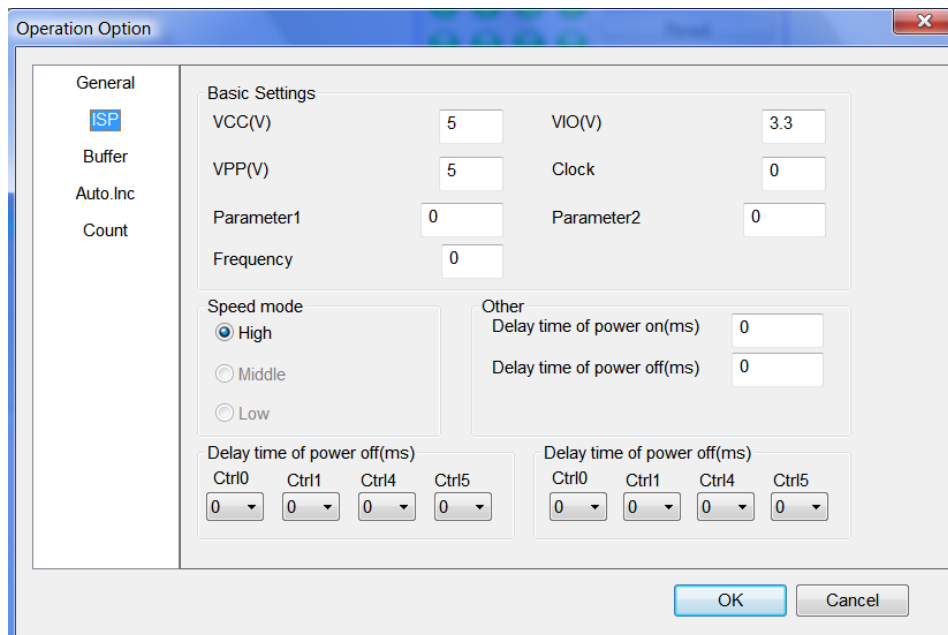 Operation Option
General
ISP
Buffer
Auto.Inc
Count
Basic Settings
VCC(V) 5 VIO(V) 3.3
VPP(V) 5 Clock 0
Parameter1 0 Parameter2 0
Frequency 0
Speed mode
High
Middle
Low
Other
Delay time of power on(ms) 0
Delay time of power off(ms) 0
Delay time of power off(ms)
Ctrl0 Ctrl1 Ctrl4 Ctrl5
0 0 0 0
Delay time of power off(ms)
Ctrl0 Ctrl1 Ctrl4 Ctrl5
0 0 0 0
OK Cancel